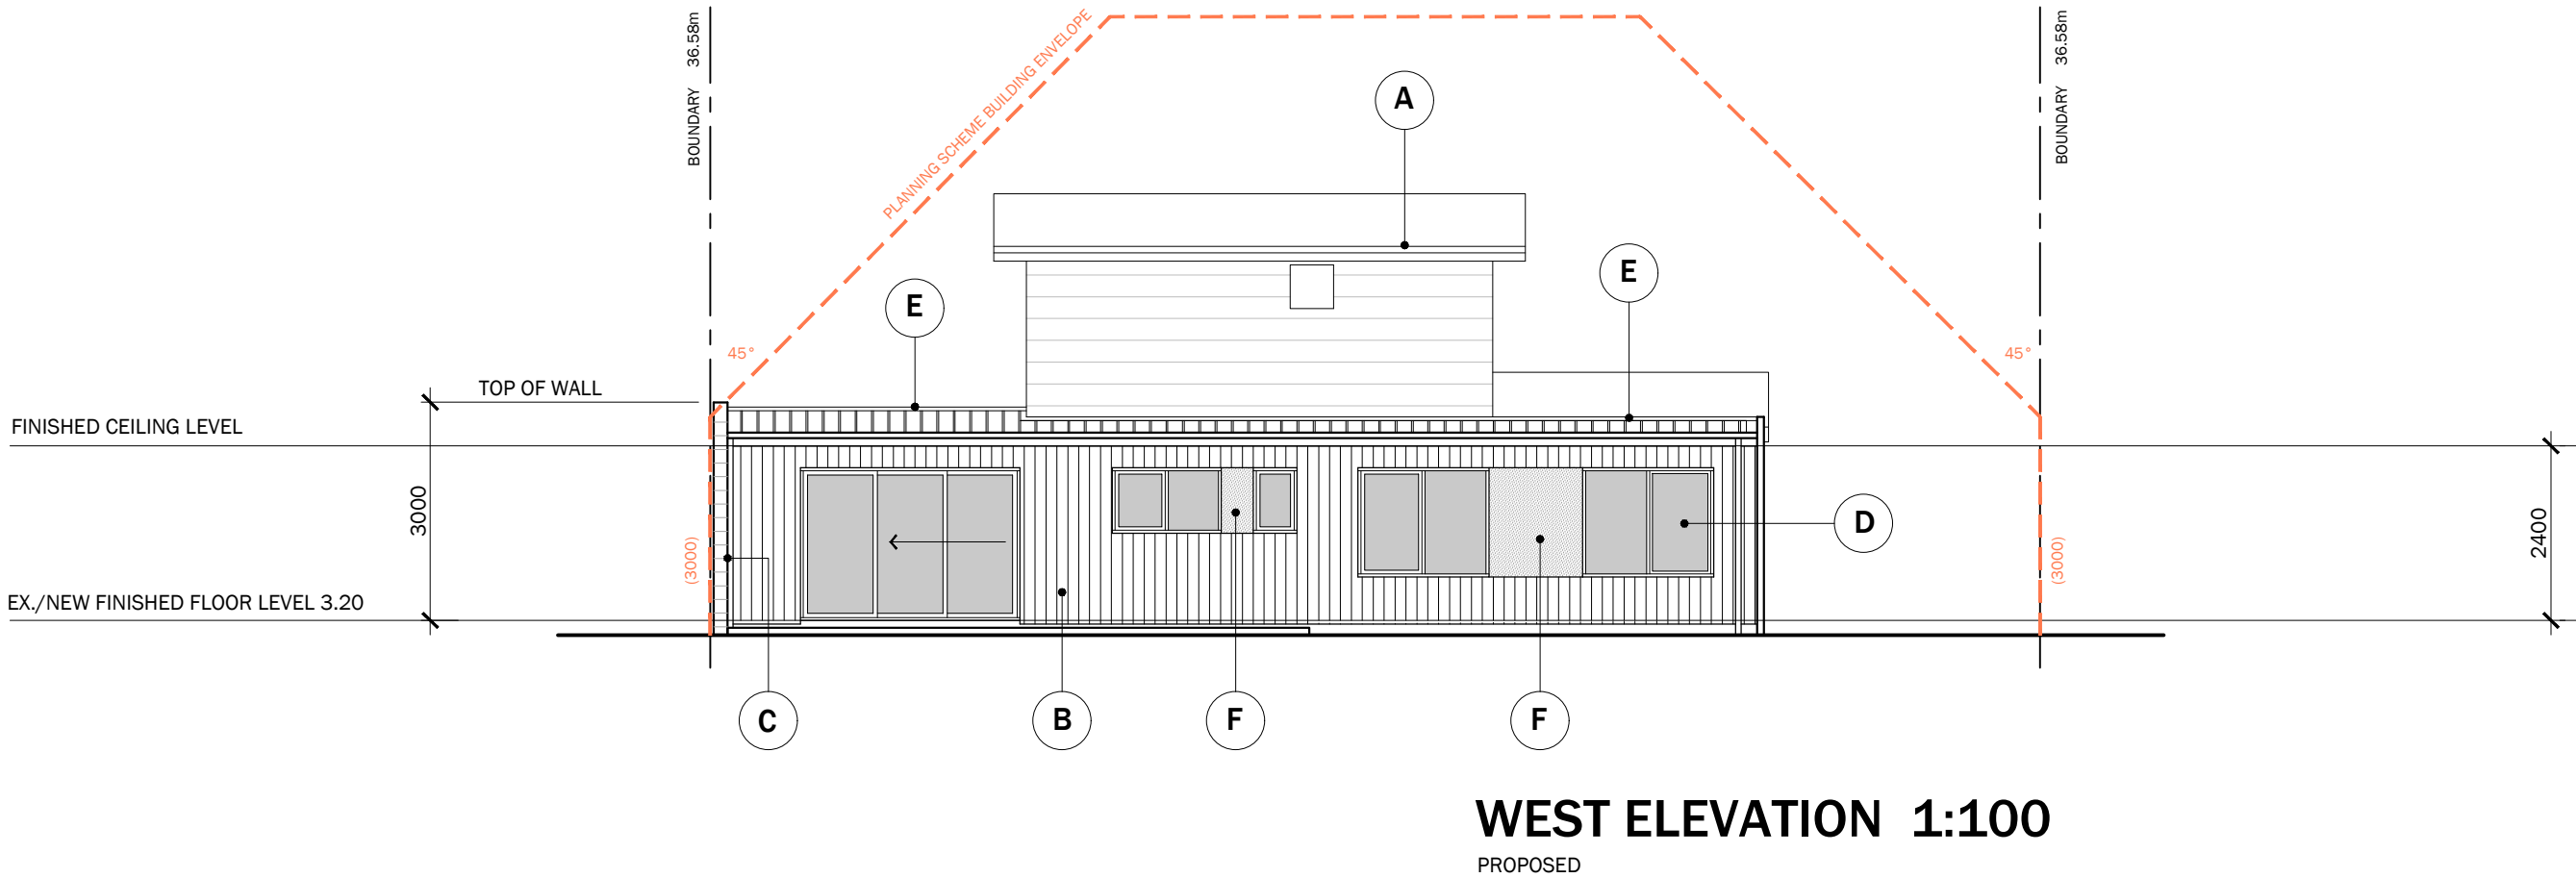 BOUNDARY 36.58m
PLANNING SCHEME BUILDING ENVELOPE
BOUNDARY 36.58m
A
E
E
45°
45°
TOP OF WALL
FINISHED CEILING LEVEL
3000
(3000)
D
(3000)
2400
EX./NEW FINISHED FLOOR LEVEL 3.20
C
B
F
F
WEST ELEVATION 1:100
PROPOSED